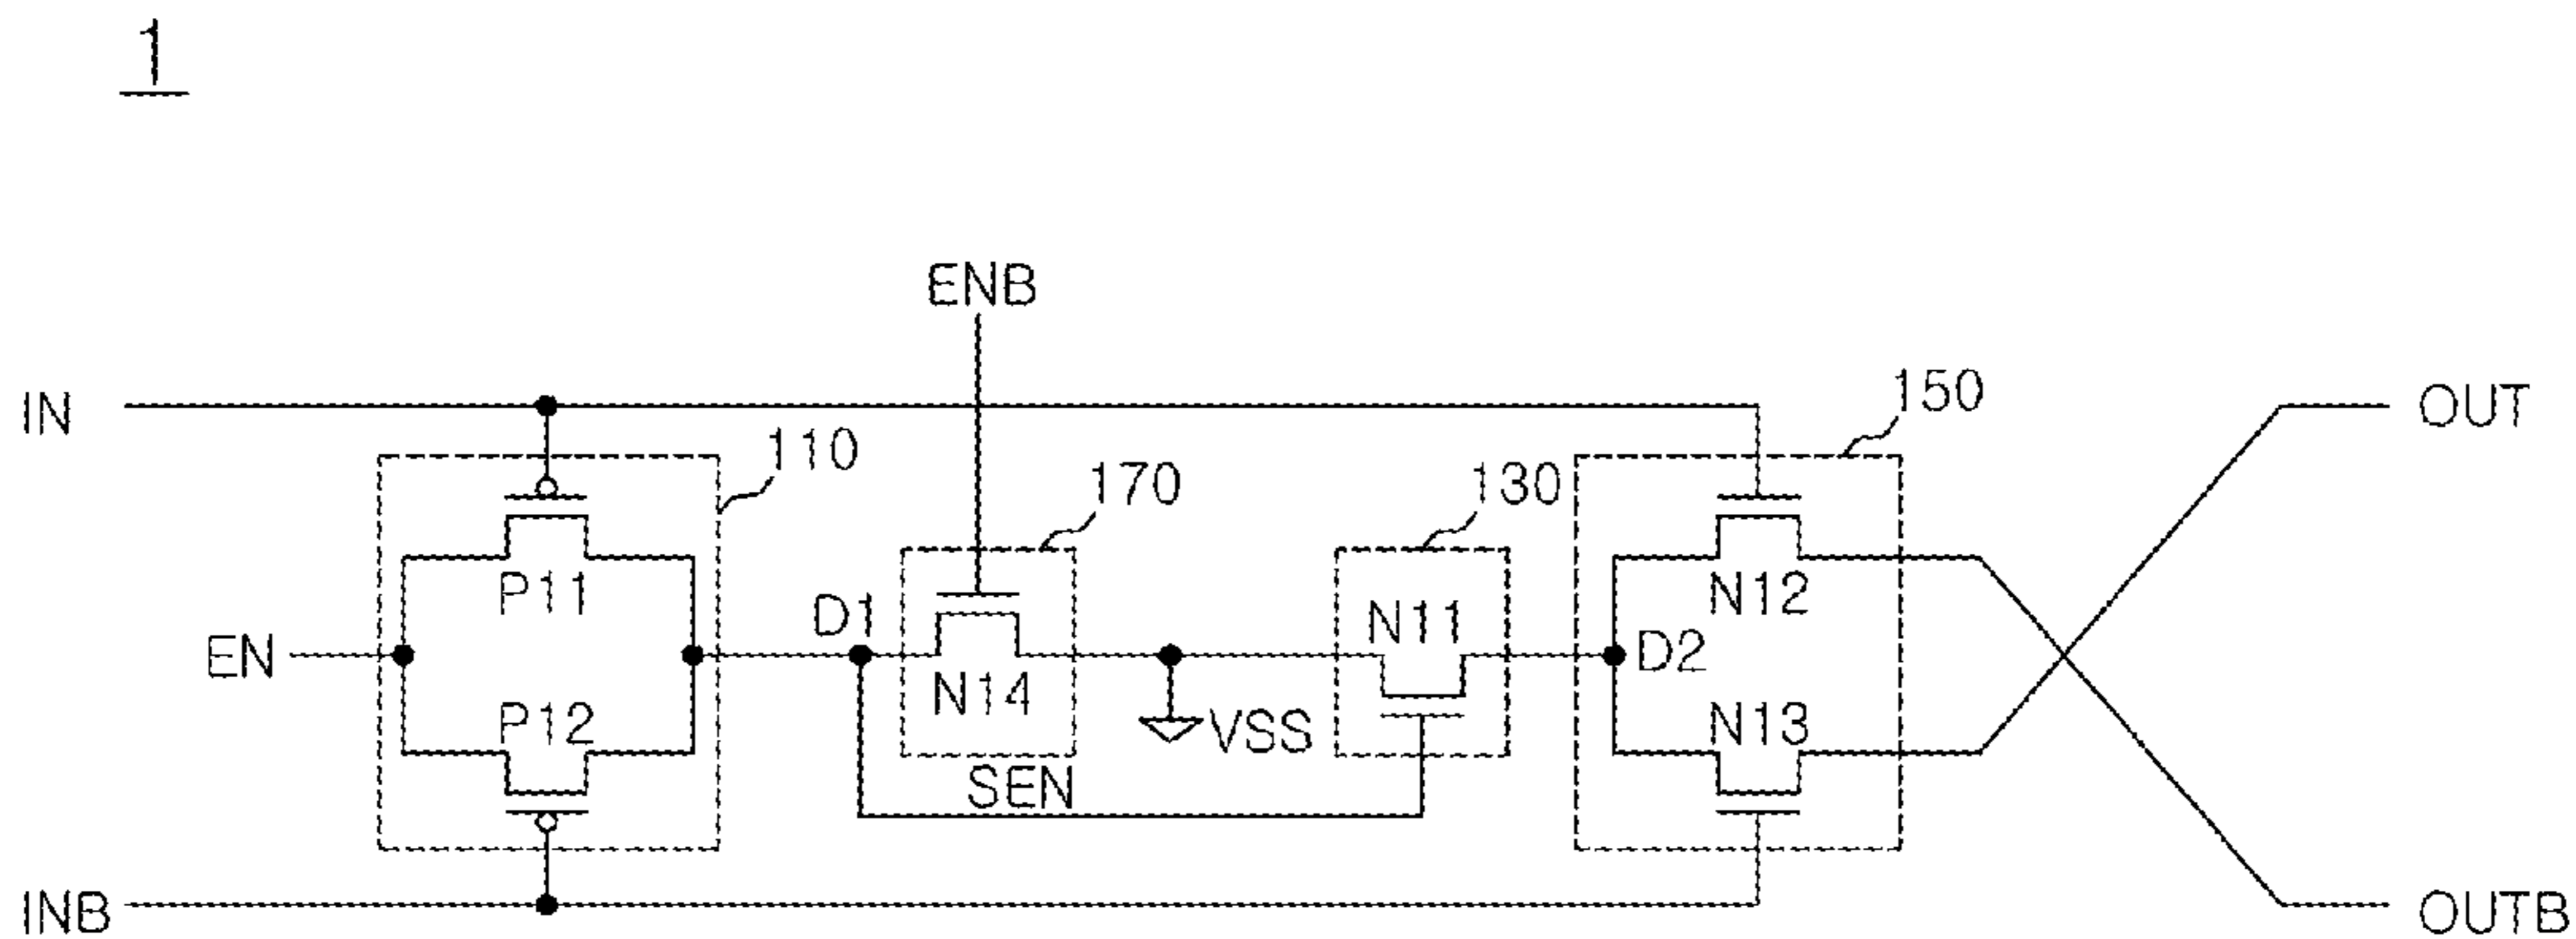 1
ENB
IN
150
OUT
110
170
130
P11
N12
D1
N11
EN
D2
N14
P12
N13
VSS
SEN
INB
OUTB